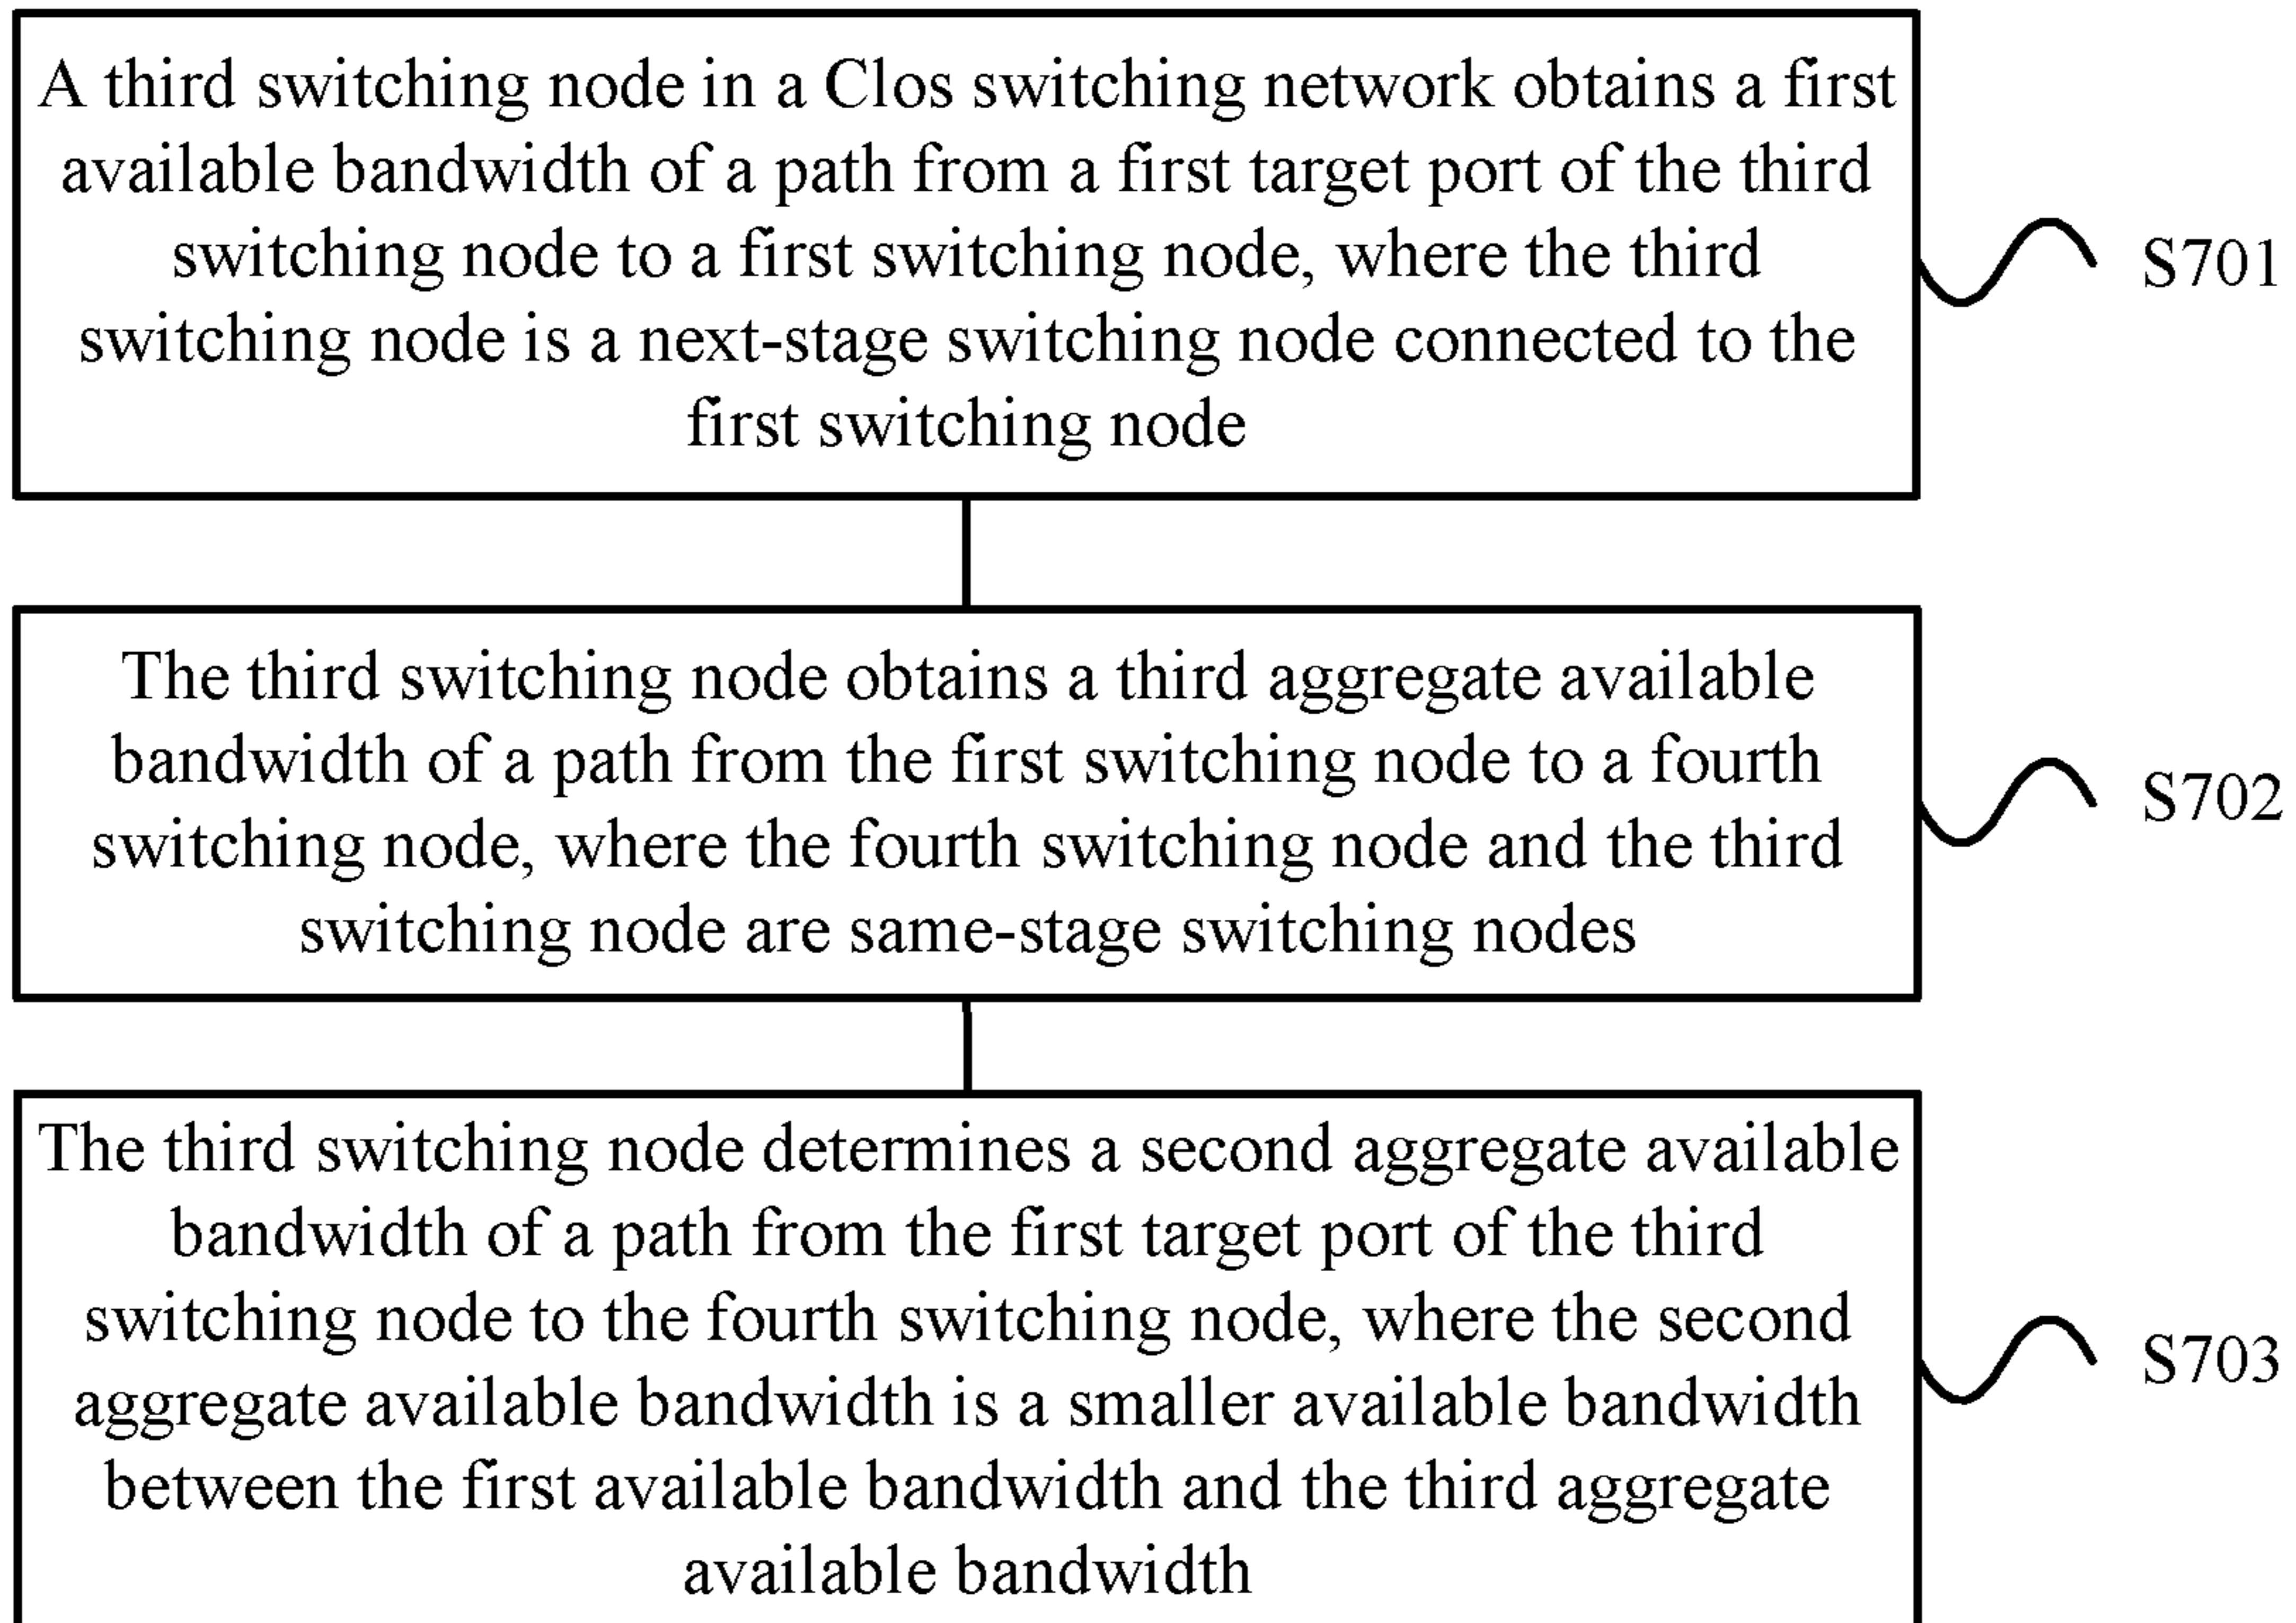 A third switching node in a Clos switching network obtains a first
available bandwidth of a path from a first target port of the third
switching node to a first switching node, where the third
switching node is a next-stage switching node connected to the
first switching node
S701
The third switching node obtains a third aggregate available
bandwidth of a path from the first switching node to a fourth
switching node, where the fourth switching node and the third
switching node are same-stage switching nodes
S702
The third switching node determines a second aggregate available
bandwidth of a path from the first target port of the third
switching node to the fourth switching node, where the second
aggregate available bandwidth is a smaller available bandwidth
between the first available bandwidth and the third aggregate
available bandwidth
S703